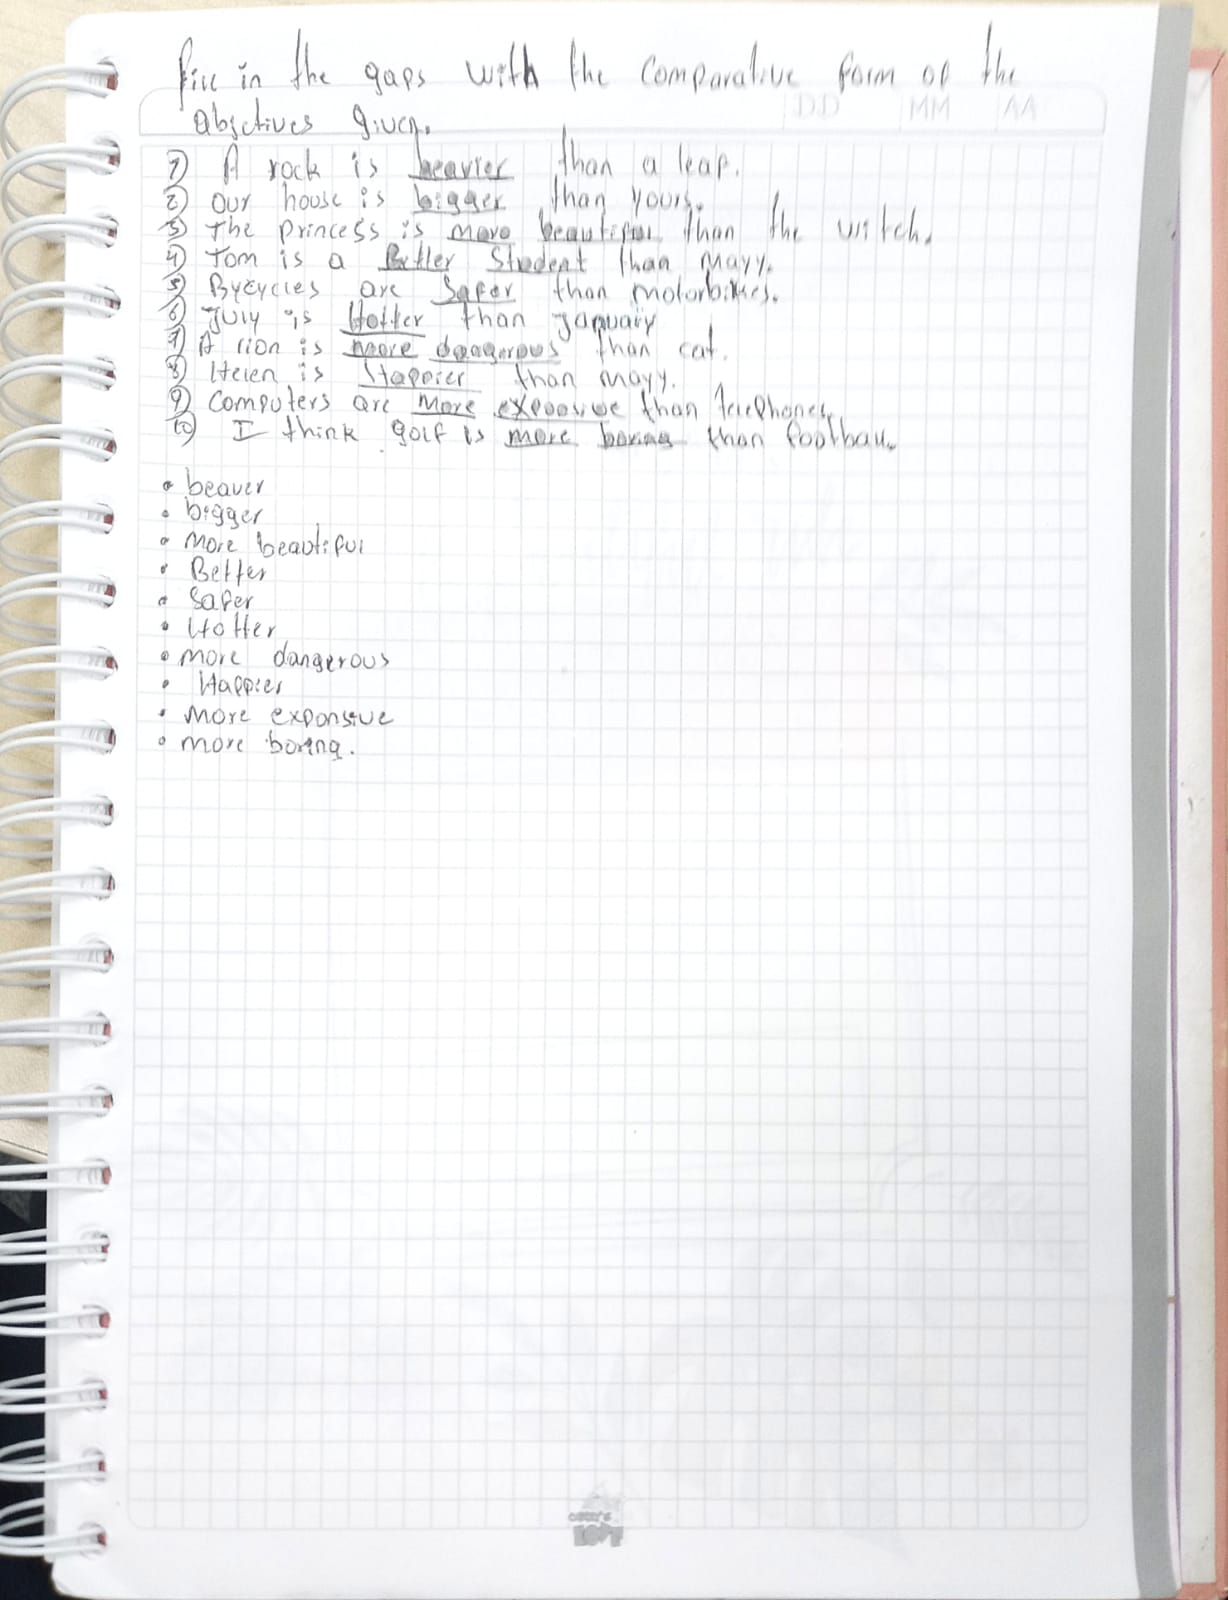 Fill in the gaps with the comparative form of the
abjetives given.
DD MM AA
1) A rock is heavier than a leaf.
2) Our house is bigger than yours.
3) The princess is more beautiful than the witch.
4) Tom is a Better Student than mayy.
5) Bycycles are Safer than motorbikes.
6) July is Hotter than january
7) A lion is more dangerous than cat.
8) Helen is Happier than mayy.
9) Computers are More expensive than telephones.
10) I think golf is more boring than football.
• beaver
• bigger
• More beautiful
• Better
• Safer
• Hotter
• more dangerous
• Happier
• More exponsive
• more boring.